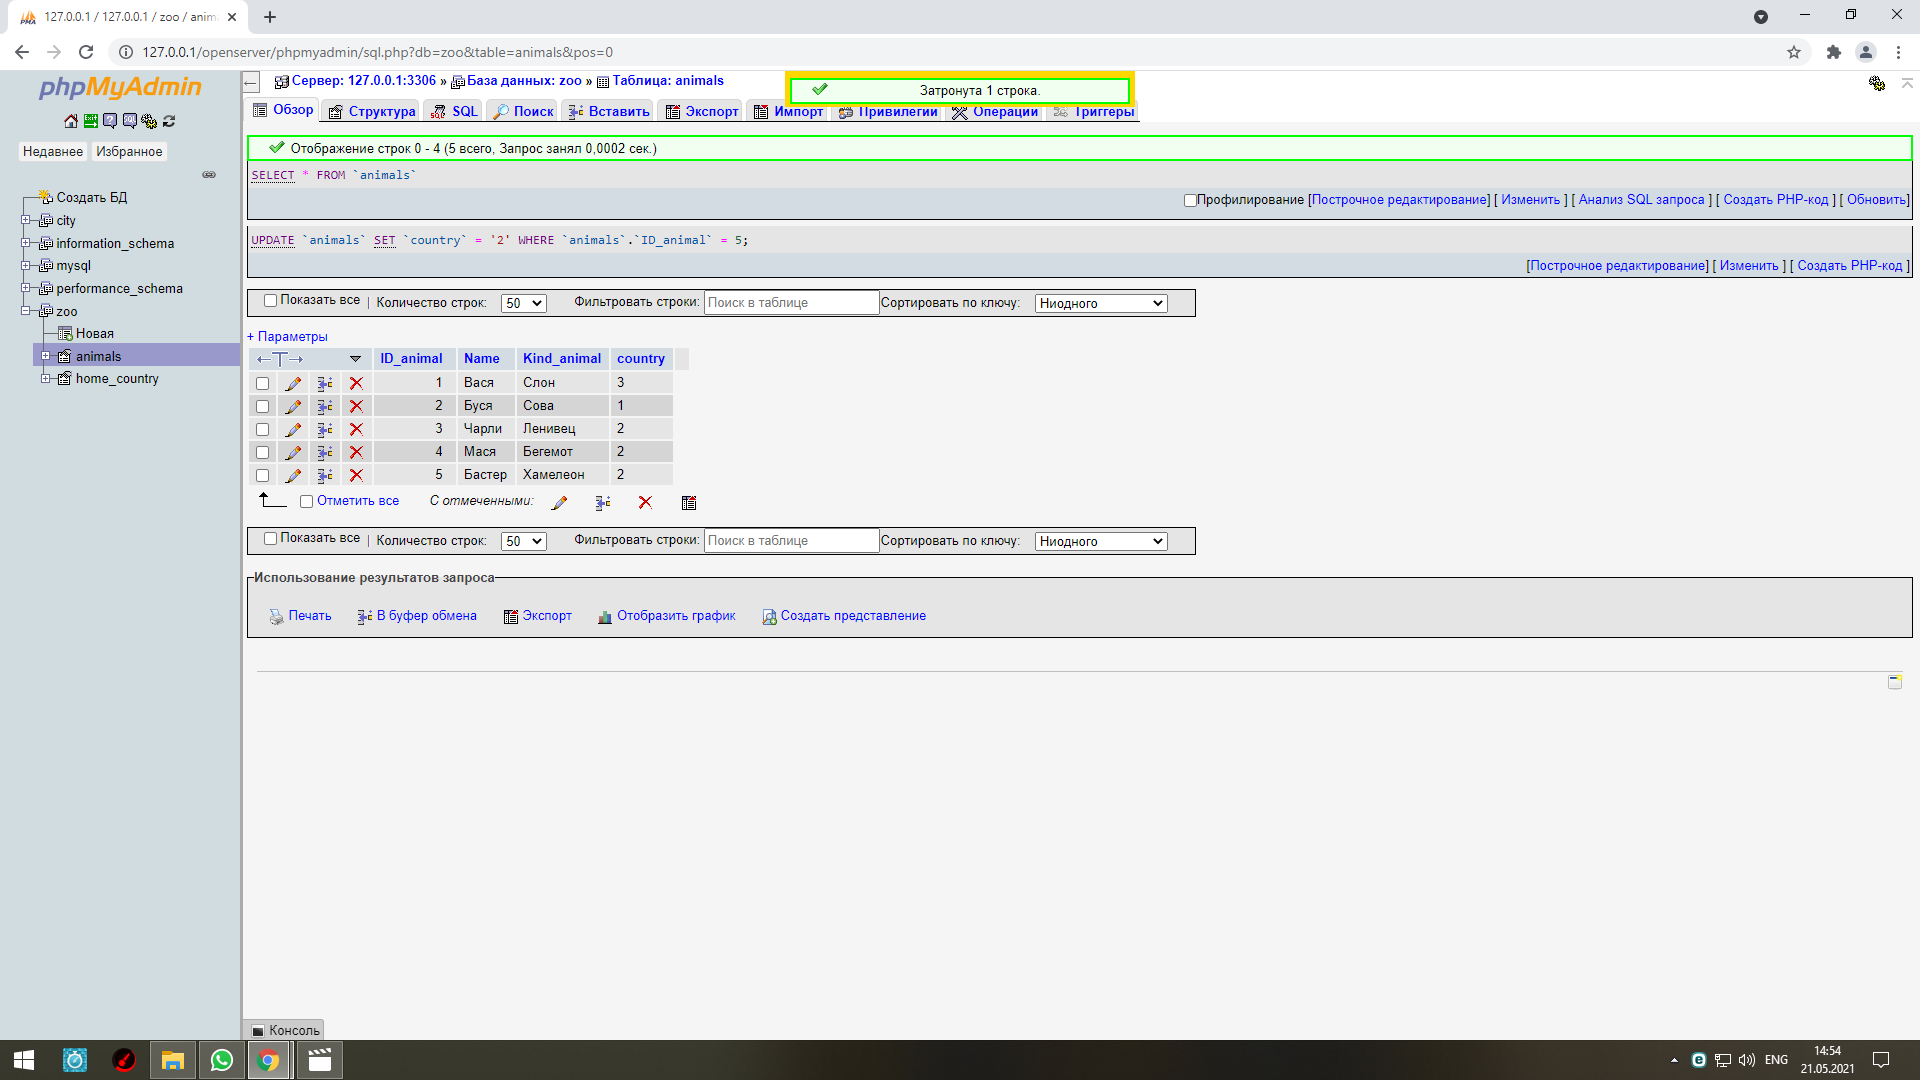 127.0.0.1 / 127.0.0.1 / zoo / anim
127.0.0.1/openserver/phpmyadmin/sql.php?db=zoo&table=animals&pos=0
phpMyAdmin
Недавнее Избранное
Создать БД
city
information_schema
mysql
performance_schema
zoo
Новая
animals
home_country
Сервер: 127.0.0.1:3306 » База данных: zoo » Таблица: animals
Затронута 1 строка.
Обзор Структура SQL Поиск Вставить Экспорт Импорт Привилегии Операции Триггеры
Отображение строк 0 - 4 (5 всего, Запрос занял 0,0002 сек.)
SELECT * FROM `animals`
Профилирование [Построчное редактирование] [ Изменить ] [ Анализ SQL запроса ] [ Создать PHP-код ] [ Обновить]
UPDATE `animals` SET `country` = '2' WHERE `animals`.`ID_animal` = 5;
[Построчное редактирование] [ Изменить ] [ Создать PHP-код ]
Показать все | Количество строк: 50 Фильтровать строки: Поиск в таблице Сортировать по ключу: Ниодного
+ Параметры
←T→ ID_animal Name Kind_animal country
1 Вася Слон 3
2 Буся Сова 1
3 Чарли Ленивец 2
4 Мася Бегемот 2
5 Бастер Хамелеон 2
Отметить все С отмеченными:
Показать все | Количество строк: 50 Фильтровать строки: Поиск в таблице Сортировать по ключу: Ниодного
Использование результатов запроса
Печать В буфер обмена Экспорт Отобразить график Создать представление
Консоль
ENG
14:54
21.05.2021